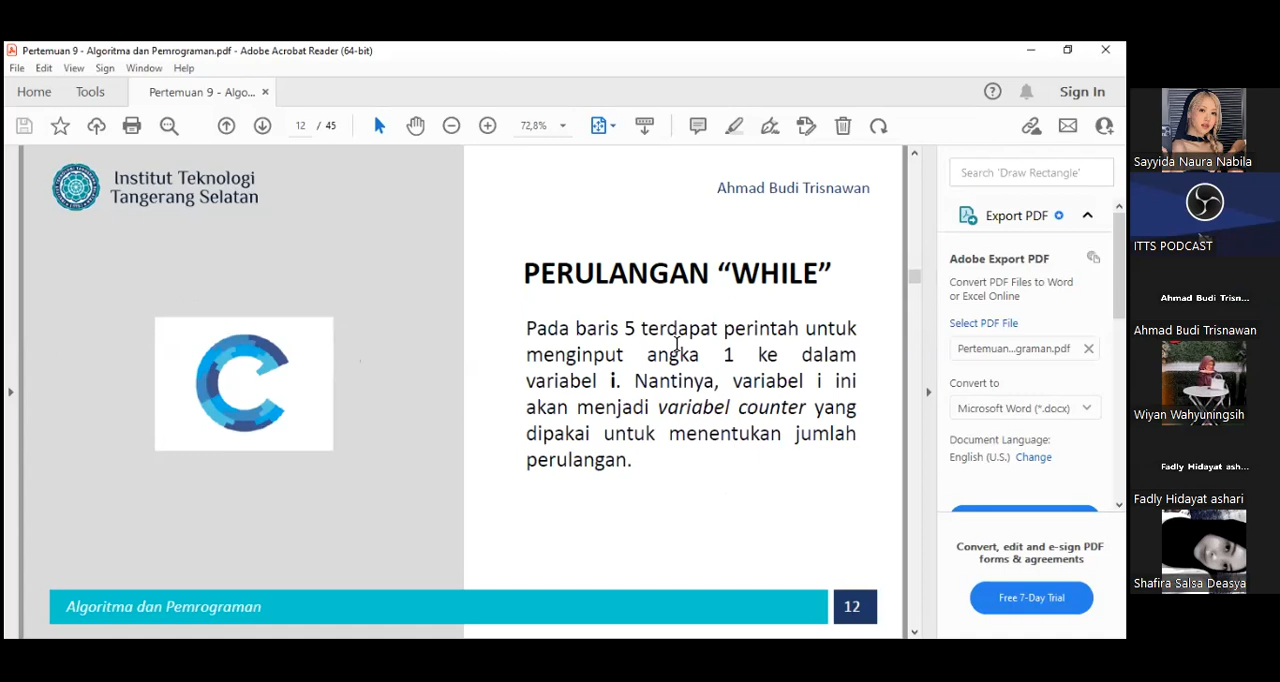 Pertemuan 9 - Algoritma dan Pemrograman.pdf - Adobe Acrobat Reader (64-bit)
File Edit View Sign Window Help
Home Tools Pertemuan 9 - Algo... × Sign In
12 / 45 72,8%
Institut Teknologi
Tangerang Selatan
Ahmad Budi Trisnawan
PERULANGAN “WHILE”
Pada baris 5 terdapat perintah untuk
menginput angka 1 ke dalam
variabel i. Nantinya, variabel i ini
akan menjadi variabel counter yang
dipakai untuk menentukan jumlah
perulangan.
Algoritma dan Pemrograman
12
Search 'Draw Rectangle'
Export PDF
Adobe Export PDF
Convert PDF Files to Word
or Excel Online
Select PDF File
Pertemuan...graman.pdf
Convert to
Microsoft Word (*.docx)
Document Language:
English (U.S.) Change
Convert, edit and e-sign PDF
forms & agreements
Free 7-Day Trial
Sayyida Naura Nabila
ITTS PODCAST
Ahmad Budi Trisn...
Ahmad Budi Trisnawan
Wiyan Wahyuningsih
Fadly Hidayat ash...
Fadly Hidayat ashari
Shafira Salsa Deasya